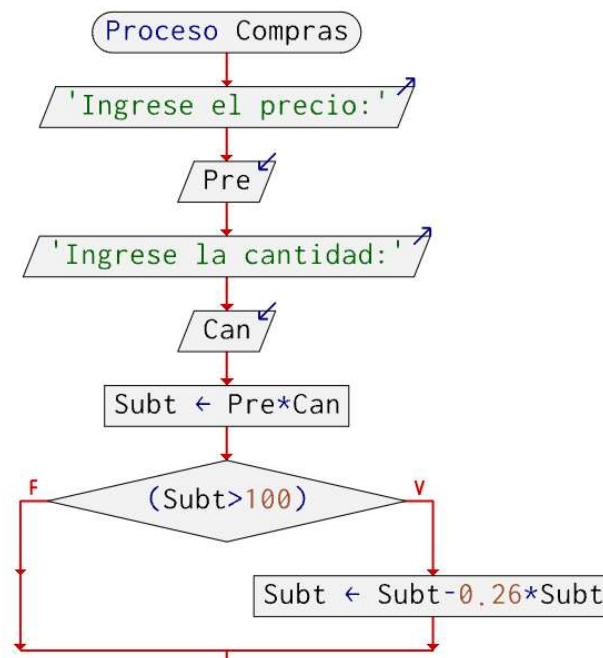 Proceso Compras
'Ingrese el precio:'
Pre
'Ingrese la cantidad:'
Can
Subt ← Pre*Can
F
V
(Subt>100)
Subt ← Subt-0.26*Subt